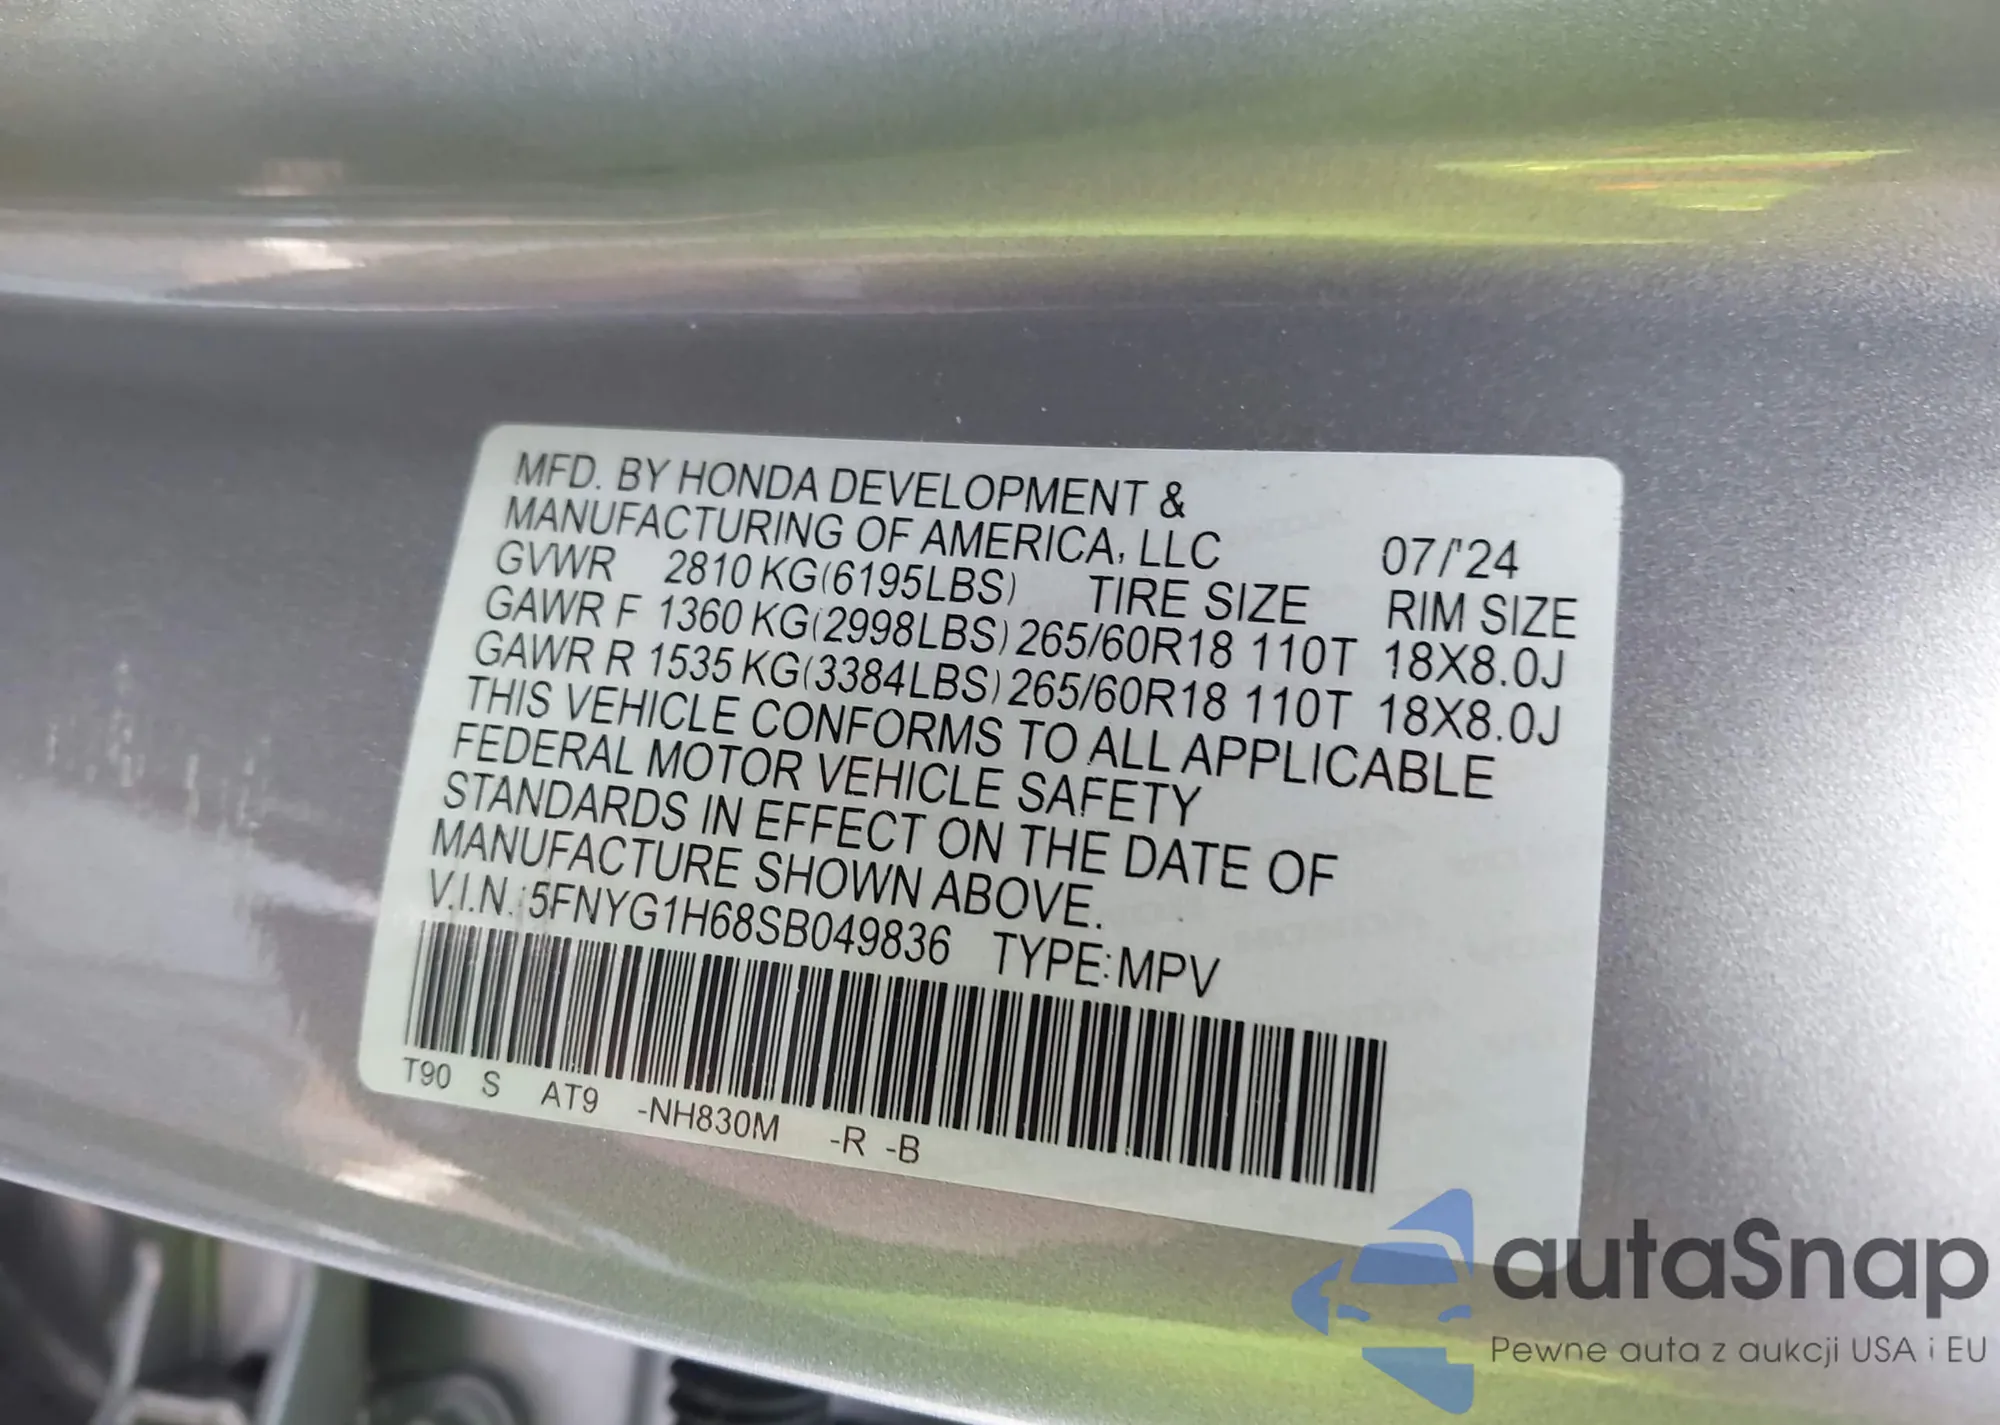 MFD. BY HONDA DEVELOPMENT &
MANUFACTURING OF AMERICA, LLC 07/'24
GVWR 2810 KG(6195LBS) TIRE SIZE RIM SIZE
GAWR F 1360 KG(2998LBS) 265/60R18 110T 18X8.0J
GAWR R 1535 KG(3384LBS) 265/60R18 110T 18X8.0J
THIS VEHICLE CONFORMS TO ALL APPLICABLE
FEDERAL MOTOR VEHICLE SAFETY
STANDARDS IN EFFECT ON THE DATE OF
MANUFACTURE SHOWN ABOVE.
V.I.N.:5FNYG1H68SB049836 TYPE:MPV
T90 S AT9 -NH830M -R -B
autaSnap
Pewne auta z aukcji USA i EU